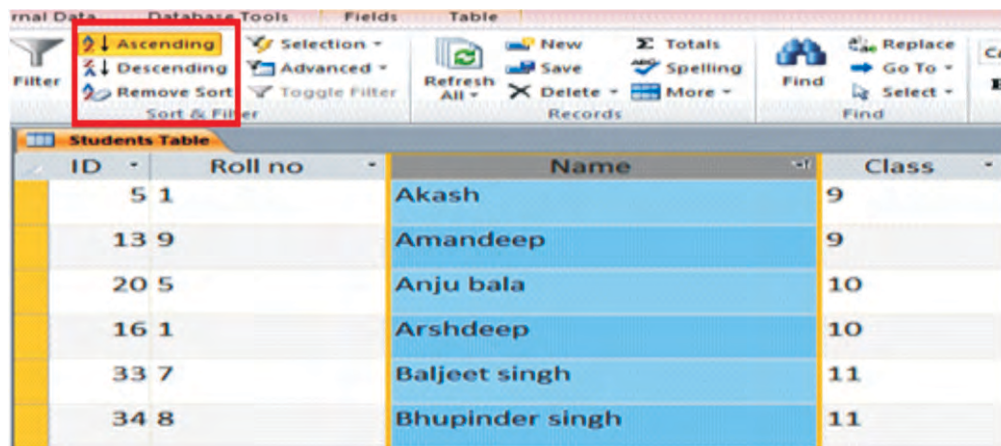 rnal Data Database Tools Fields Table
Ascending Selection New Σ Totals Replace
Filter Descending Advanced Refresh All Save Spelling Find Go To
Remove Sort Toggle Filter Delete More Select
Sort & Filter Records Find
Students Table
ID Roll no Name Class
5 1 Akash 9
13 9 Amandeep 9
20 5 Anju bala 10
16 1 Arshdeep 10
33 7 Baljeet singh 11
34 8 Bhupinder singh 11